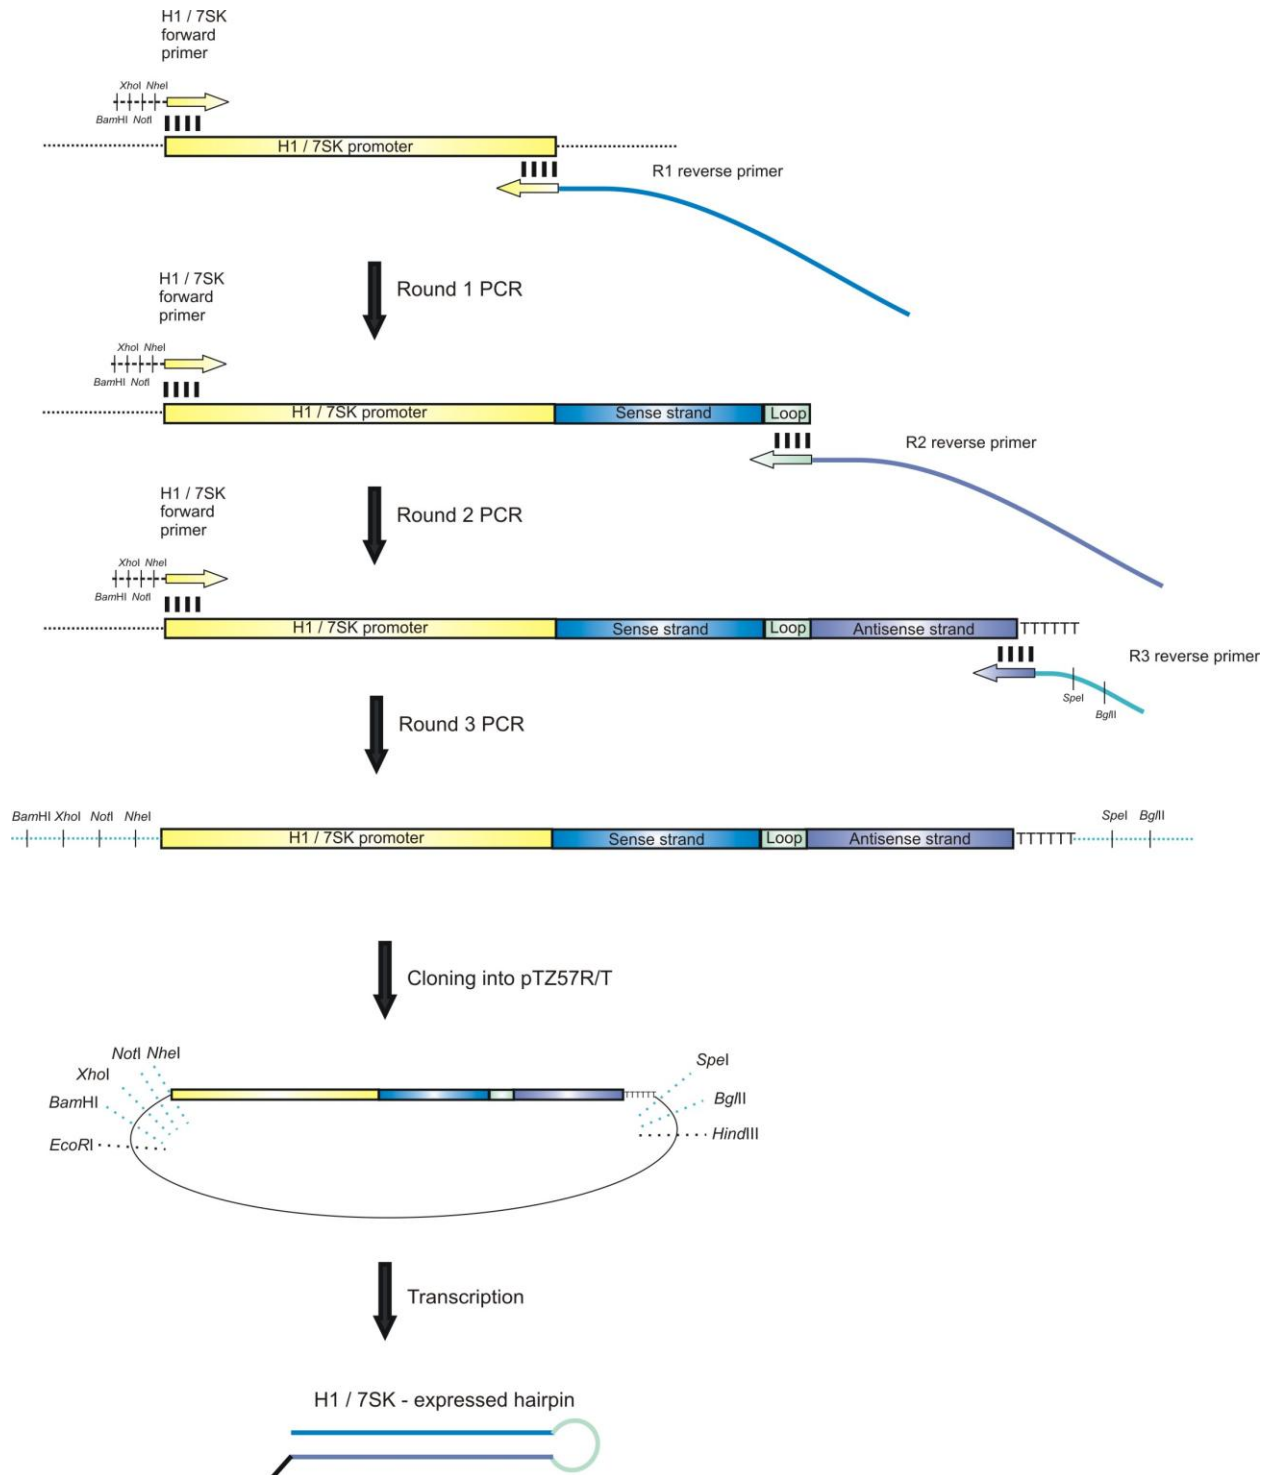 H1 / 7SK
forward
primer
XhoI NheI
BamHI NotI
H1 / 7SK promoter
R1 reverse primer
Round 1 PCR
H1 / 7SK
forward
primer
XhoI NheI
BamHI NotI
H1 / 7SK promoter Sense strand Loop
R2 reverse primer
Round 2 PCR
H1 / 7SK
forward
primer
XhoI NheI
BamHI NotI
H1 / 7SK promoter Sense strand Loop Antisense strand TTTTTT
R3 reverse primer
SpeI
BglII
Round 3 PCR
BamHI XhoI NotI NheI SpeI BglII
H1 / 7SK promoter Sense strand Loop Antisense strand TTTTTT
Cloning into pTZ57R/T
NotI NheI
XhoI
BamHI
EcoRI
TTTTTT
SpeI
BglII
HindIII
Transcription
H1 / 7SK - expressed hairpin